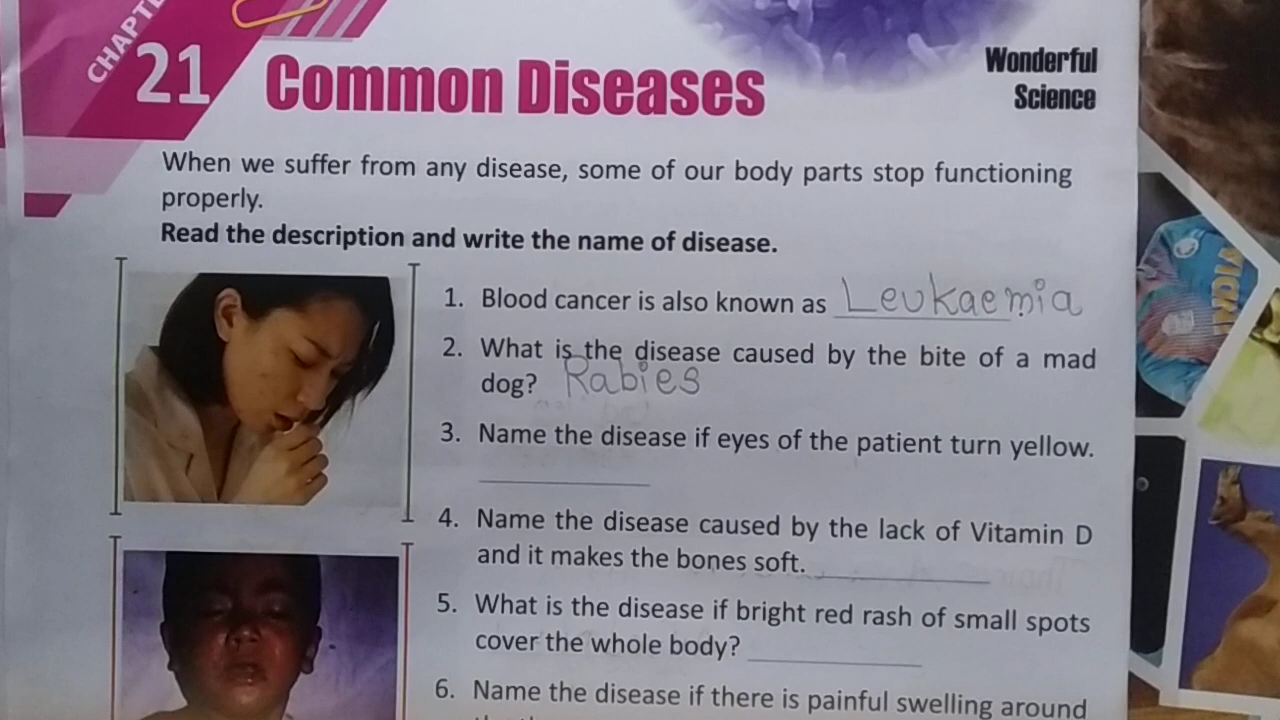 CHAPTE
21
Common Diseases
Wonderful
Science
When we suffer from any disease, some of our body parts stop functioning
properly.
Read the description and write the name of disease.
1. Blood cancer is also known as Leukaemia
2. What is the disease caused by the bite of a mad
dog? Rabies
3. Name the disease if eyes of the patient turn yellow.
4. Name the disease caused by the lack of Vitamin D
and it makes the bones soft.
5. What is the disease if bright red rash of small spots
cover the whole body?
6. Name the disease if there is painful swelling around
INDIA